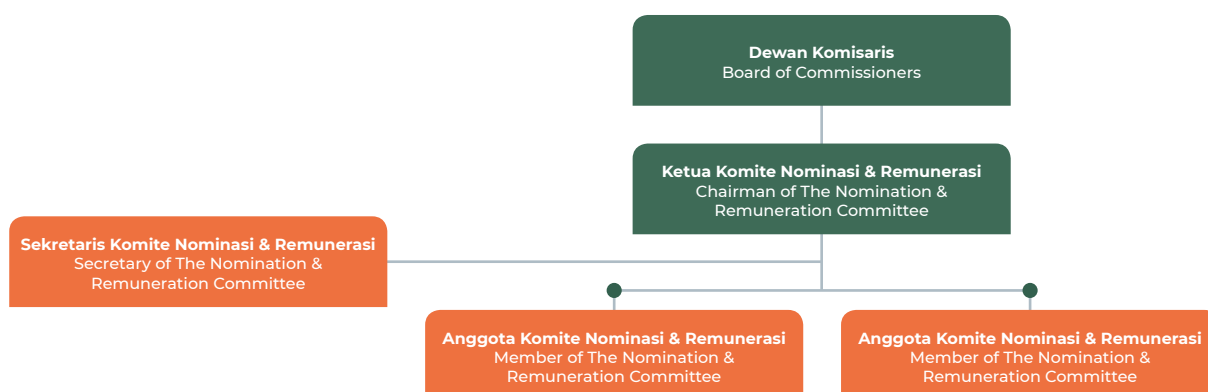 Dewan Komisaris
Board of Commissioners
Ketua Komite Nominasi & Remunerasi
Chairman of The Nomination &
Remuneration Committee
Sekretaris Komite Nominasi & Remunerasi
Secretary of The Nomination &
Remuneration Committee
Anggota Komite Nominasi & Remunerasi
Member of The Nomination &
Remuneration Committee
Anggota Komite Nominasi & Remunerasi
Member of The Nomination &
Remuneration Committee